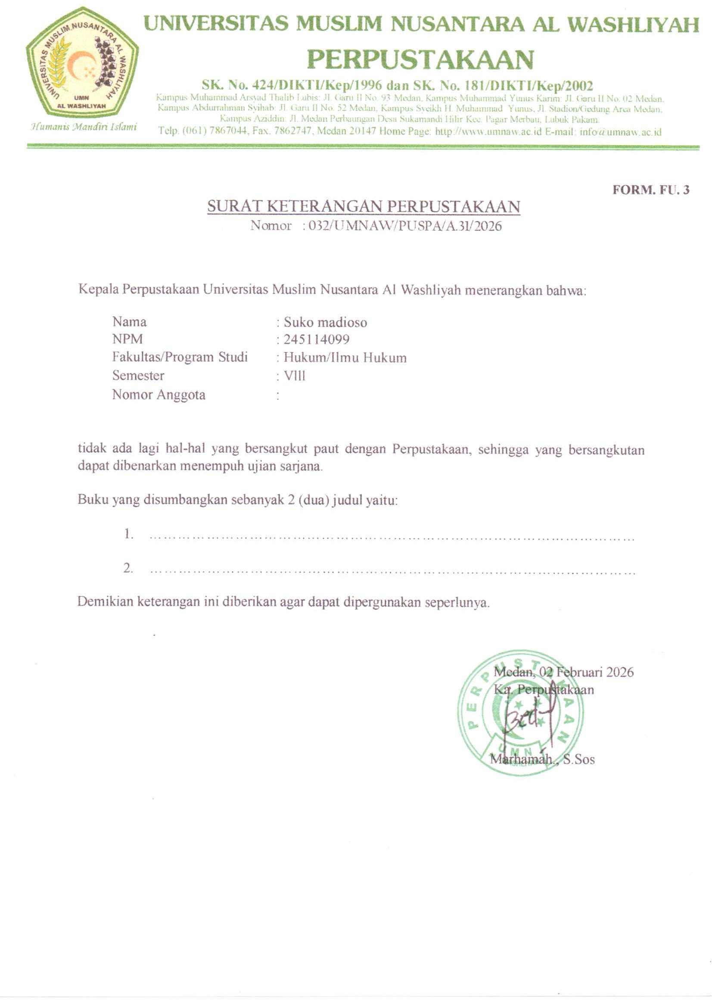 UNIVERSITAS MUSLIM NUSANTARA AL WASHLIYAH
UMN
AL WASHLIYAH
Humanis Mandiri Islami
UNIVERSITAS MUSLIM NUSANTARA AL WASHLIYAH
PERPUSTAKAAN
SK. No. 424/DIKTI/Kep/1996 dan SK. No. 181/DIKTI/Kep/2002
Kampus Muhammad Arsyad Thalib Lubis: Jl. Garu II No. 93 Medan, Kampus Muhammad Yunus Karim: Jl. Garu II No. 02 Medan,
Kampus Abdurrahman Syihab: Jl. Garu II No. 52 Medan, Kampus Syeikh H. Muhammad Yunus, Jl. Stadion/Gedung Arca Medan,
Kampus Aziddin: Jl. Medan Perbaungan Desa Sukamandi Hilir Kec. Pagar Merbau, Lubuk Pakam.
Telp. (061) 7867044, Fax. 7862747, Medan 20147 Home Page: http://www.umnaw.ac.id E-mail: info@umnaw.ac.id
FORM. FU. 3
SURAT KETERANGAN PERPUSTAKAAN
Nomor : 032/UMNAW/PUSPA/A.31/2026
Kepala Perpustakaan Universitas Muslim Nusantara Al Washliyah menerangkan bahwa:
Nama : Suko madioso
NPM : 245114099
Fakultas/Program Studi : Hukum/Ilmu Hukum
Semester : VIII
Nomor Anggota :
tidak ada lagi hal-hal yang bersangkut paut dengan Perpustakaan, sehingga yang bersangkutan
dapat dibenarkan menempuh ujian sarjana.
Buku yang disumbangkan sebanyak 2 (dua) judul yaitu:
1. ..........................................................................................
2. ..........................................................................................
Demikian keterangan ini diberikan agar dapat dipergunakan seperlunya.
Medan, 02 Februari 2026
Ka. Perpustakaan
PERPUSTAKAAN
UMN
Marhamah., S.Sos